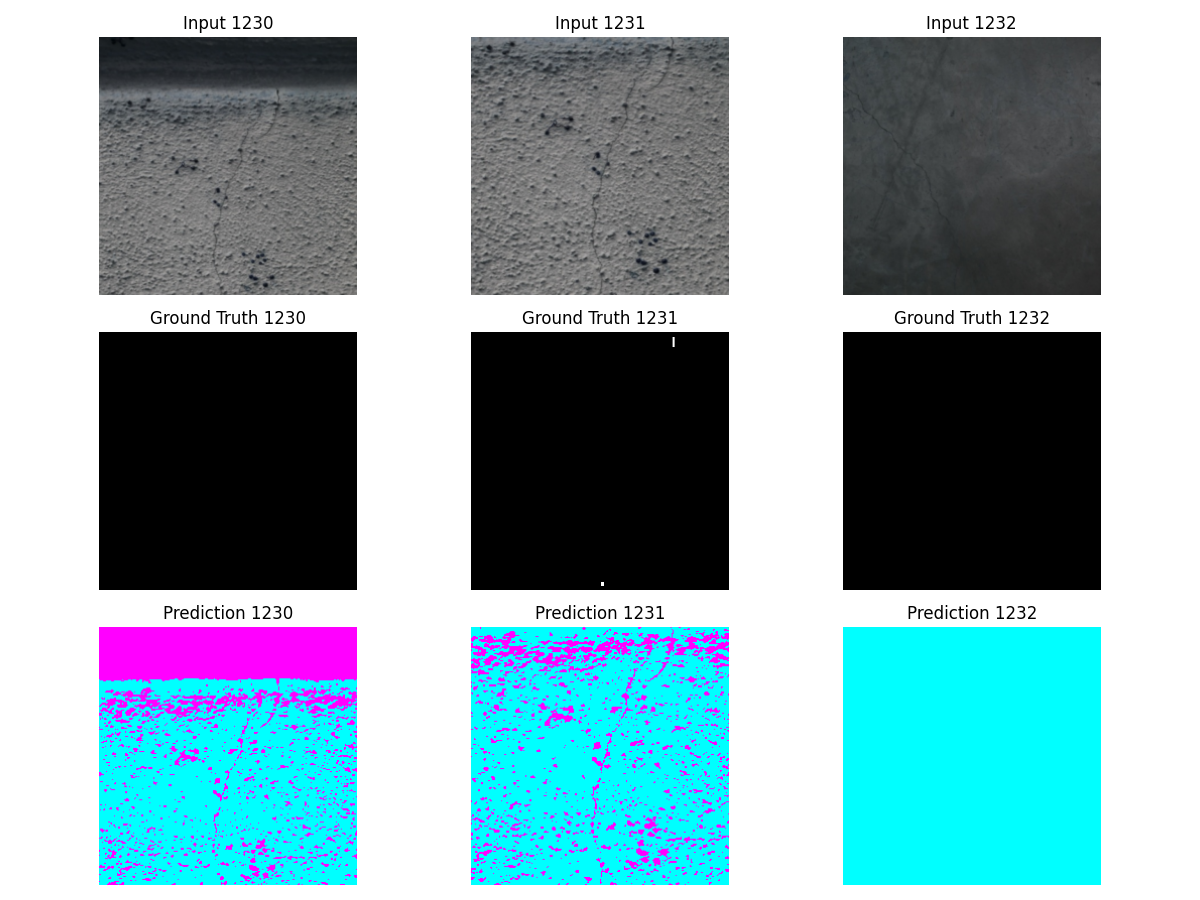 Input 1230
Input 1231
Input 1232
Ground Truth 1230
Ground Truth 1231
Ground Truth 1232
Prediction 1230
Prediction 1231
Prediction 1232